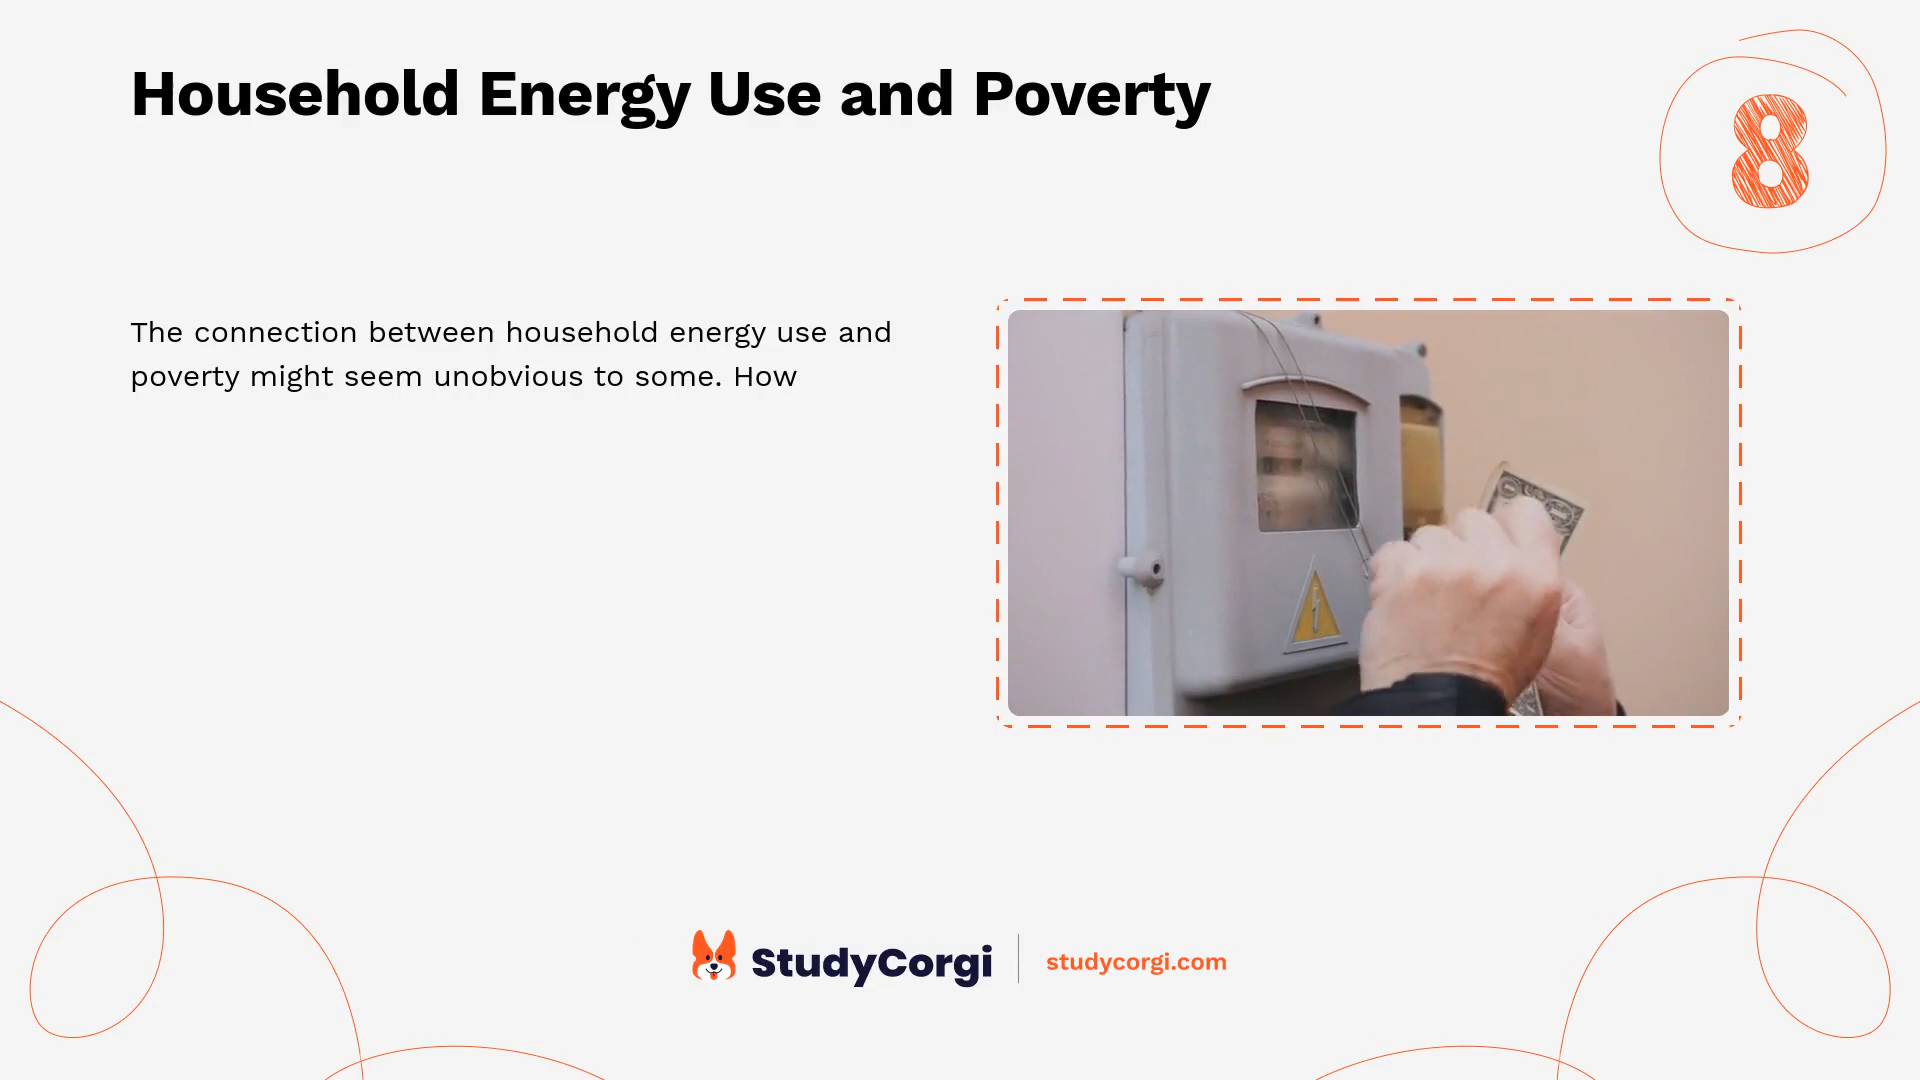 Household Energy Use and Poverty
8
The connection between household energy use and
poverty might seem unobvious to some. How
StudyCorgi
studycorgi.com